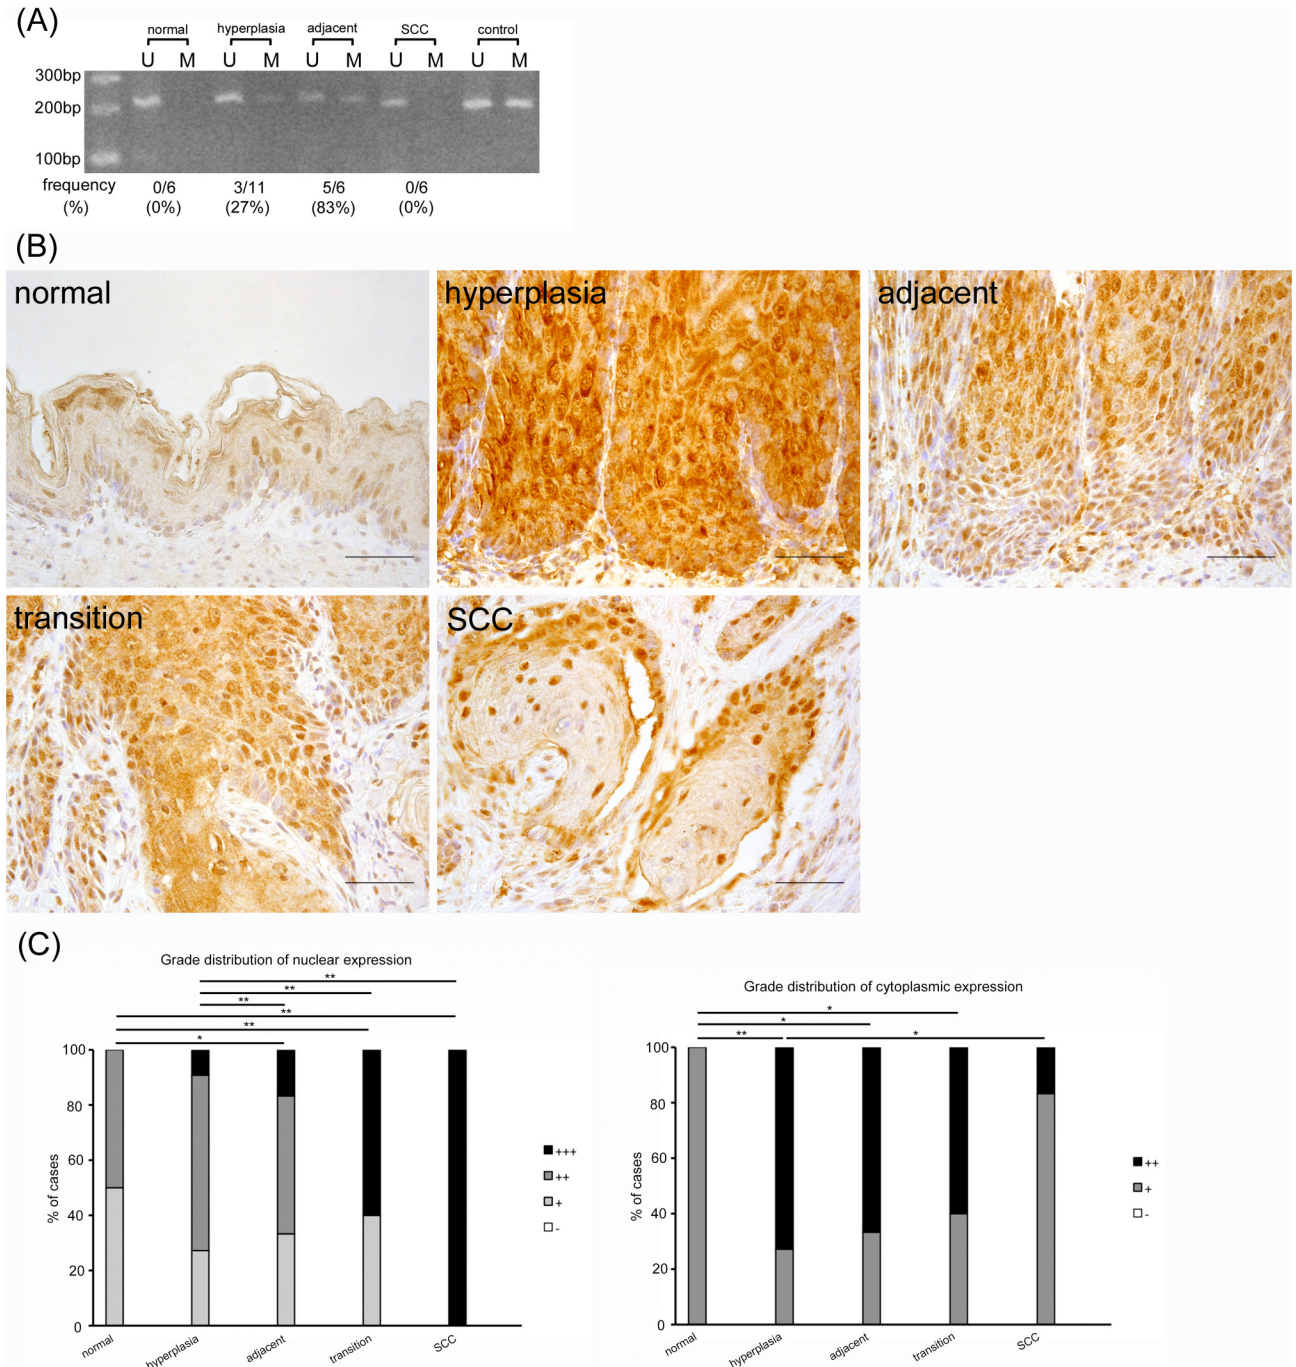 (A)
normal hyperplasia adjacent SCC control
U M U M U M U M U M
300bp
200bp
100bp
frequency 0/6 3/11 5/6 0/6
(%) (0%) (27%) (83%) (0%)
(B)
normal hyperplasia adjacent
transition SCC
(C)
Grade distribution of nuclear expression
**
**
**
**
**
*
100
80
60
40
20
0
% of cases
+++
++
+
-
normal hyperplasia adjacent transition SCC
Grade distribution of cytoplasmic expression
*
*
** *
100
80
60
40
20
0
% of cases
++
+
-
normal hyperplasia adjacent transition SCC